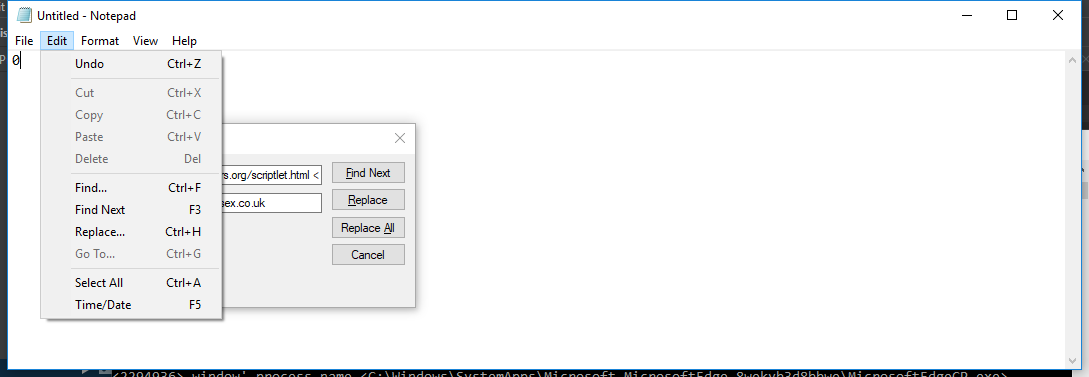 Untitled - Notepad
File Edit Format View Help
0
Undo Ctrl+Z
Cut Ctrl+X
Copy Ctrl+C
Paste Ctrl+V
Delete Del
Find... Ctrl+F
Find Next F3
Replace... Ctrl+H
Go To... Ctrl+G
Select All Ctrl+A
Time/Date F5
rs.org/scriptlet.html <
sex.co.uk
Find Next
Replace
Replace All
Cancel
<2294936> window' process name <C:\Windows\SystemApps\Microsoft.MicrosoftEdge_8wekyb3d8bbwe\MicrosoftEdgeCP.exe>